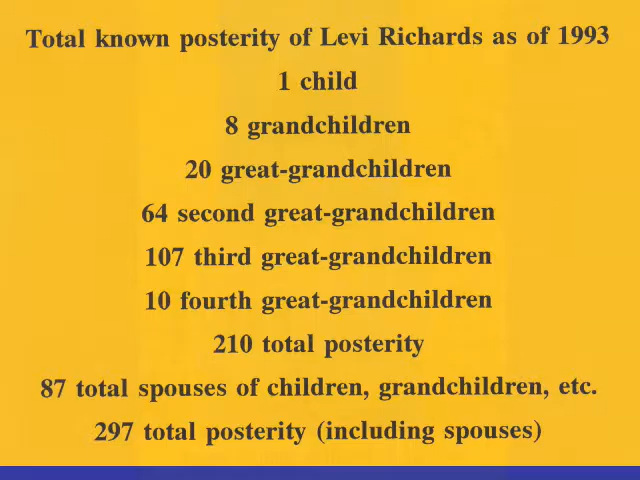 Total known posterity of Levi Richards as of 1993
1 child
8 grandchildren
20 great-grandchildren
64 second great-grandchildren
107 third great-grandchildren
10 fourth great-grandchildren
210 total posterity
87 total spouses of children, grandchildren, etc.
297 total posterity (including spouses)